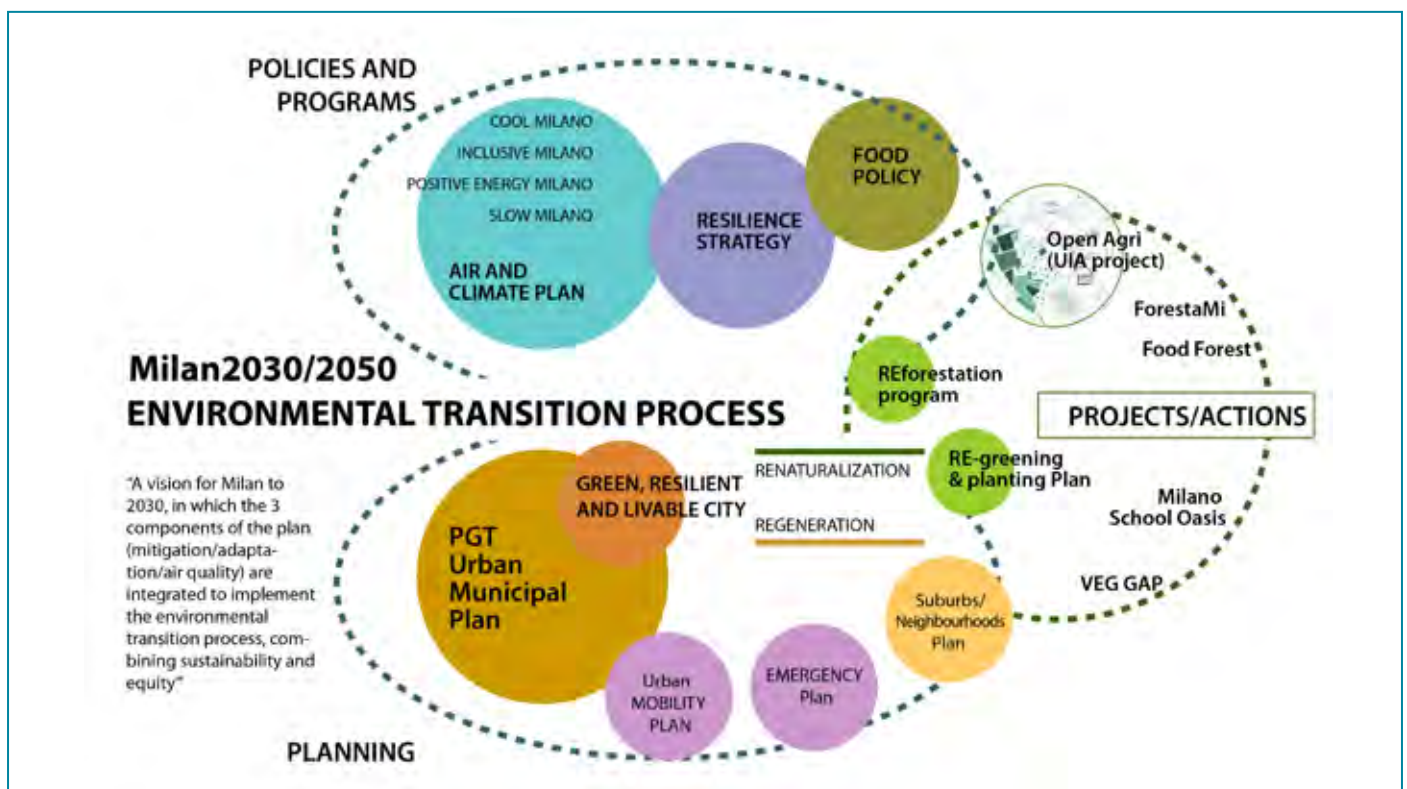 POLICIES AND
PROGRAMS
COOL MILANO
INCLUSIVE MILANO
POSITIVE ENERGY MILANO
SLOW MILANO
AIR AND
CLIMATE PLAN
RESILIENCE
STRATEGY
FOOD
POLICY
Open Agri
(UIA project)
ForestaMi
Food Forest
REforestation
program
PROJECTS/ACTIONS
Milan2030/2050
ENVIRONMENTAL TRANSITION PROCESS
"A vision for Milan to
2030, in which the 3
components of the plan
(mitigation/adapta-
tion/air quality) are
integrated to implement
the environmental
transition process, com-
bining sustainability and
equity"
GREEN, RESILIENT
AND LIVABLE CITY
RENATURALIZATION
REGENERATION
RE-greening
& planting Plan
Milano
School Oasis
VEG GAP
PGT
Urban
Municipal
Plan
Suburbs/
Neighbourhoods
Plan
Urban
MOBILITY
PLAN
EMERGENCY
Plan
PLANNING